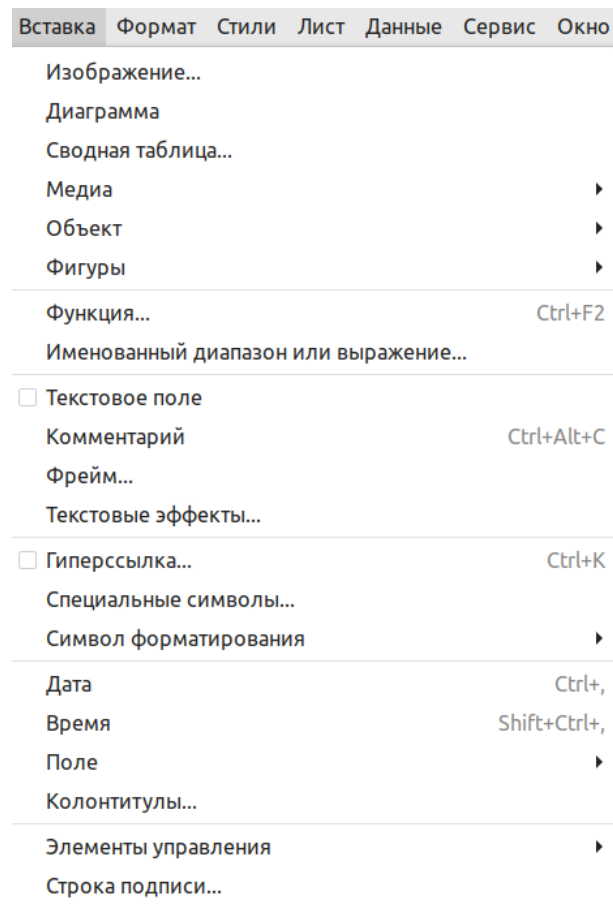 Вставка Формат Стили Лист Данные Сервис Окно
Изображение...
Диаграмма
Сводная таблица...
Медиа
Объект
Фигуры
Функция... Ctrl+F2
Именованный диапазон или выражение...
Текстовое поле
Комментарий Ctrl+Alt+C
Фрейм...
Текстовые эффекты...
Гиперссылка... Ctrl+K
Специальные символы...
Символ форматирования
Дата Ctrl+,
Время Shift+Ctrl+,
Поле
Колонтитулы...
Элементы управления
Строка подписи...